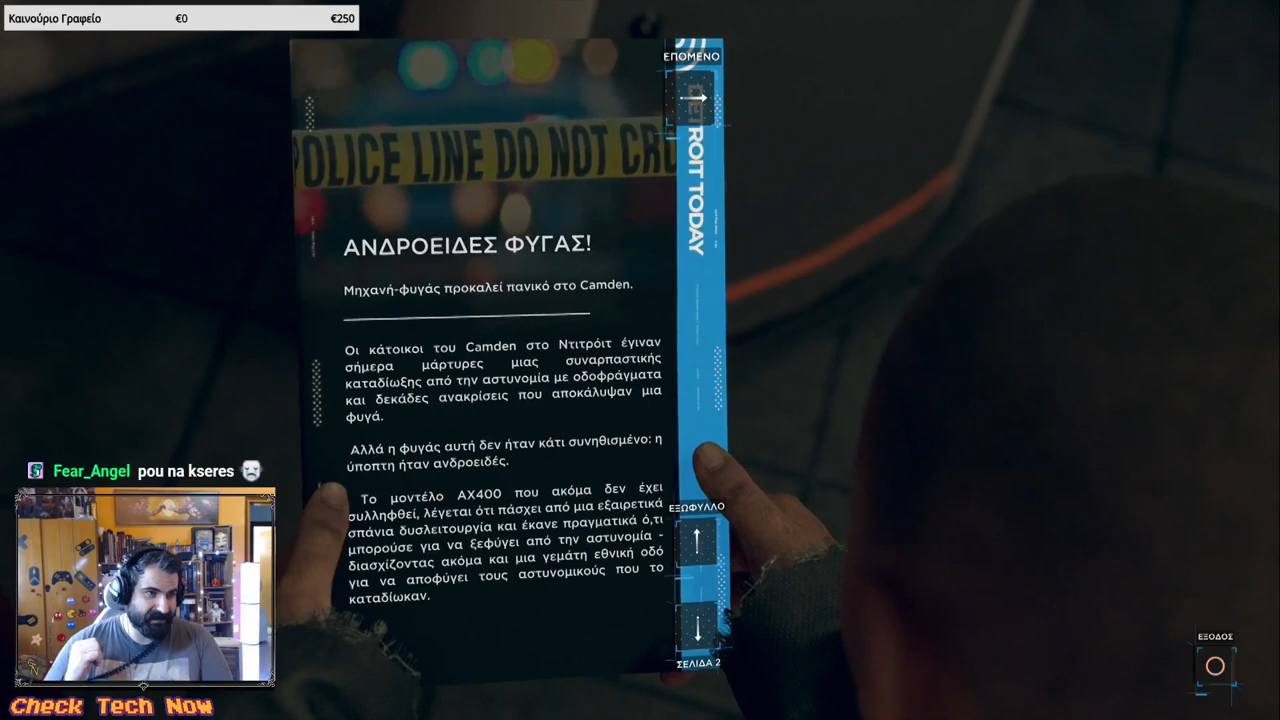 Καινούριο Γραφείο €0 €250
ΕΠΟΜΕΝΟ
POLICE LINE DO NOT CRO
DETROIT TODAY
ΑΝΔΡΟΕΙΔΕΣ ΦΥΓΑΣ!
Μηχανή-φυγάς προκαλεί πανικό στο Camden.
Οι κάτοικοι του Camden στο Ντιτρόιτ έγιναν
σήμερα μάρτυρες μιας συναρπαστικής
καταδίωξης από την αστυνομία με οδοφράγματα
και δεκάδες ανακρίσεις που αποκάλυψαν μια
φυγά.
Αλλά η φυγάς αυτή δεν ήταν κάτι συνηθισμένο: η
ύποπτη ήταν ανδροειδές.
Το μοντέλο AX400 που ακόμα δεν έχει
συλληφθεί, λέγεται ότι πάσχει από μια εξαιρετικά
σπάνια δυσλειτουργία και έκανε πραγματικά ό,τι
μπορούσε για να ξεφύγει από την αστυνομία -
διασχίζοντας ακόμα και μια γεμάτη εθνική οδό
για να αποφύγει τους αστυνομικούς που το
καταδίωκαν.
ΕΞΩΦΥΛΛΟ
ΣΕΛΙΔΑ 2
ΕΞΟΔΟΣ
Fear_Angel pou na kseres
Check Tech Now